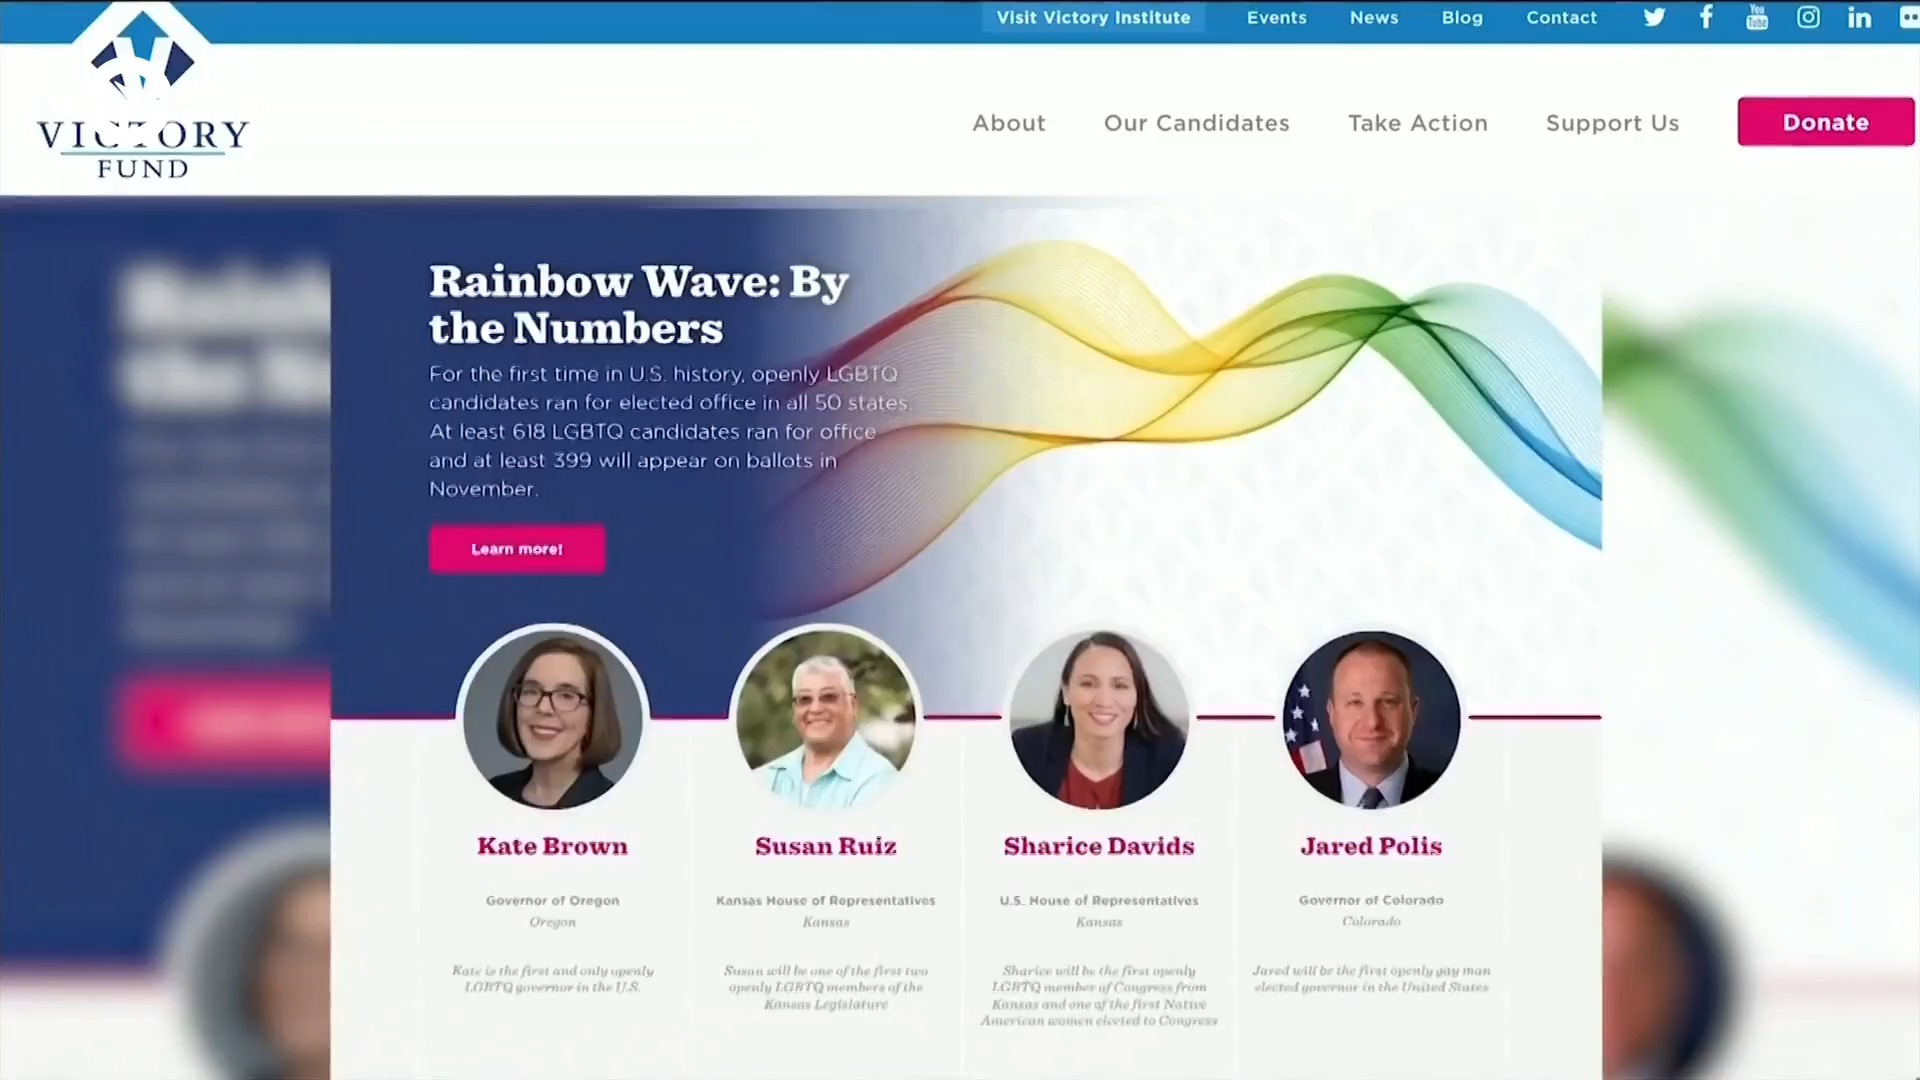 Visit Victory Institute Events News Blog Contact
You
Tube
VICTORY
FUND
About Our Candidates Take Action Support Us Donate
Rainbow Wave: By
the Numbers
For the first time in U.S. history, openly LGBTQ
candidates ran for elected office in all 50 states.
At least 618 LGBTQ candidates ran for office
and at least 399 will appear on ballots in
November.
Learn more!
Kate Brown
Governor of Oregon
Oregon
Kate is the first and only openly
LGBTQ governor in the U.S.
Susan Ruiz
Kansas House of Representatives
Kansas
Susan will be one of the first two
openly LGBTQ members of the
Kansas Legislature
Sharice Davids
U.S. House of Representatives
Kansas
Sharice will be the first openly
LGBTQ member of Congress from
Kansas and one of the first Native
American women elected to Congress
Jared Polis
Governor of Colorado
Colorado
Jared will be the first openly gay man
elected governor in the United States